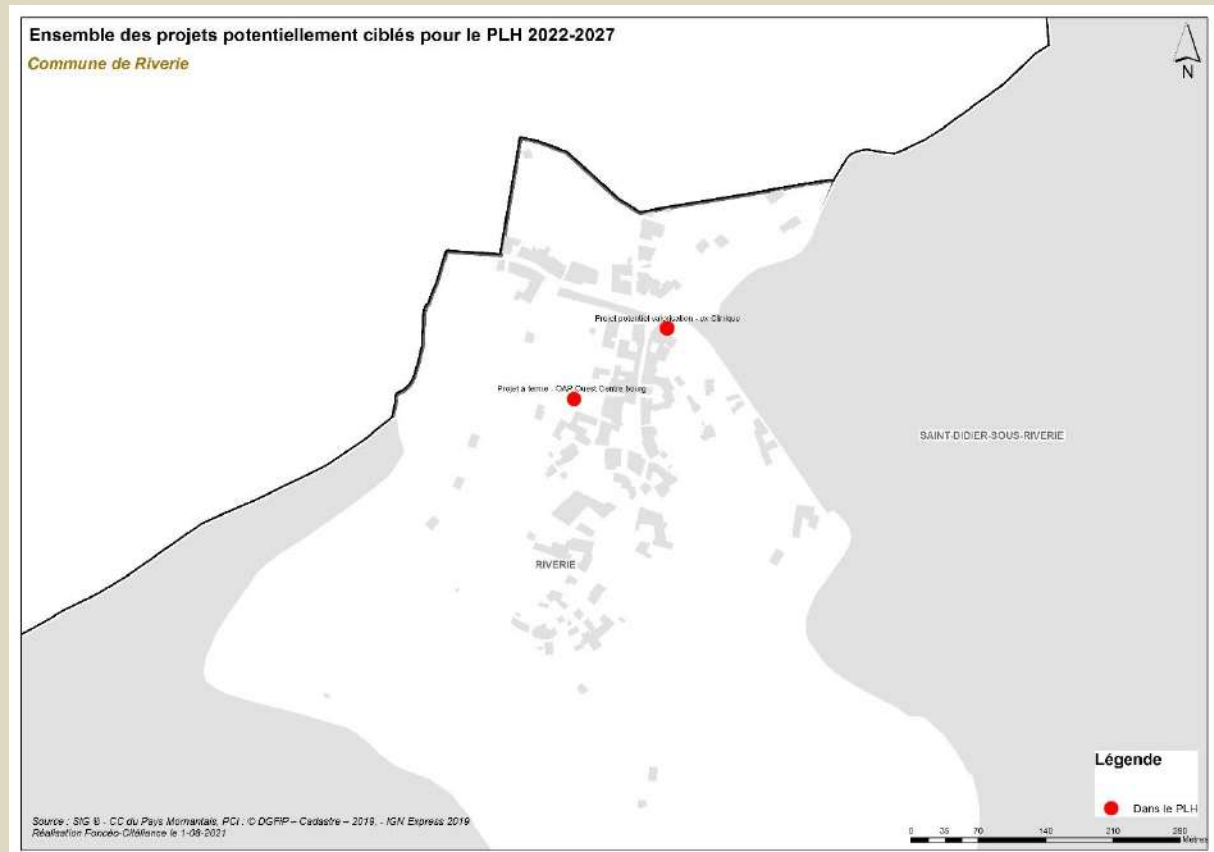 Ensemble des projets potentiellement ciblés pour le PLH 2022-2027
Commune de Riverie
N
Projet potentiel valorisation - ex Clinique
Projet à terme - OAP Ouest Centre bourg
SAINT-DIDIER-SOUS-RIVERIE
RIVERIE
Légende
Dans le PLH
Source : SIG © - CC du Pays Mornantais, PCI : © DGFIP – Cadastre – 2019, - IGN Express 2019
Réalisation Foncéo-Citéliance le 1-08-2021
0 35 70 140 210 280
Mètres